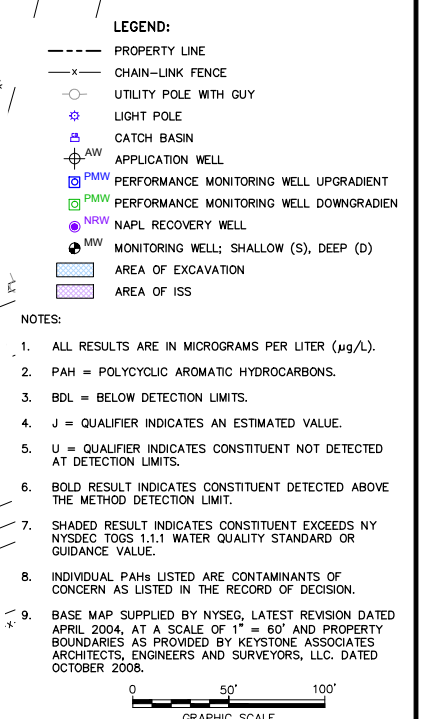 LEGEND:
PROPERTY LINE
x CHAIN-LINK FENCE
UTILITY POLE WITH GUY
LIGHT POLE
CATCH BASIN
AW APPLICATION WELL
PMW PERFORMANCE MONITORING WELL UPGRADIENT
PMW PERFORMANCE MONITORING WELL DOWNGRADIEN
NRW NAPL RECOVERY WELL
MW MONITORING WELL; SHALLOW (S), DEEP (D)
AREA OF EXCAVATION
AREA OF ISS
NOTES:
1. ALL RESULTS ARE IN MICROGRAMS PER LITER (µg/L).
2. PAH = POLYCYCLIC AROMATIC HYDROCARBONS.
3. BDL = BELOW DETECTION LIMITS.
4. J = QUALIFIER INDICATES AN ESTIMATED VALUE.
5. U = QUALIFIER INDICATES CONSTITUENT NOT DETECTED
AT DETECTION LIMITS.
6. BOLD RESULT INDICATES CONSTITUENT DETECTED ABOVE
THE METHOD DETECTION LIMIT.
7. SHADED RESULT INDICATES CONSTITUENT EXCEEDS NY
NYSDEC TOGS 1.1.1 WATER QUALITY STANDARD OR
GUIDANCE VALUE.
8. INDIVIDUAL PAHs LISTED ARE CONTAMINANTS OF
CONCERN AS LISTED IN THE RECORD OF DECISION.
9. BASE MAP SUPPLIED BY NYSEG, LATEST REVISION DATED
APRIL 2004, AT A SCALE OF 1" = 60' AND PROPERTY
BOUNDARIES AS PROVIDED BY KEYSTONE ASSOCIATES
ARCHITECTS, ENGINEERS AND SURVEYORS, LLC. DATED
OCTOBER 2008.
0 50' 100'
GRAPHIC SCALE